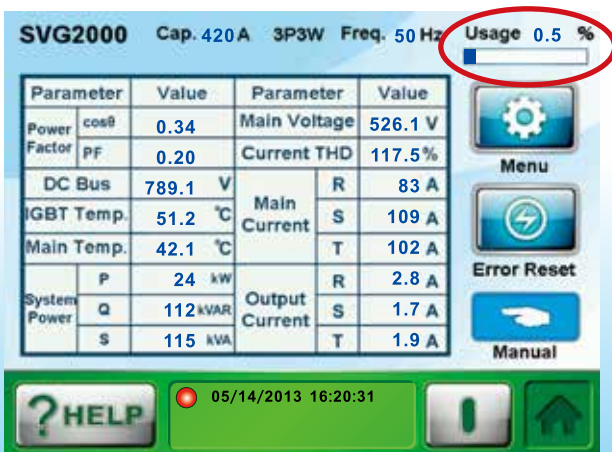 SVG2000 Cap. 420 A 3P3W Freq. 50 Hz Usage 0.5 %
Parameter Value Parameter Value
Power Factor cosθ 0.34 Main Voltage 526.1 V
PF 0.20 Current THD 117.5%
DC Bus 789.1 V Main Current R 83 A
IGBT Temp. 51.2 °C S 109 A
Main Temp. 42.1 °C T 102 A
System Power P 24 kW Output Current R 2.8 A
Q 112 kVAR S 1.7 A
S 115 kVA T 1.9 A
Menu
Error Reset
Manual
?HELP 05/14/2013 16:20:31